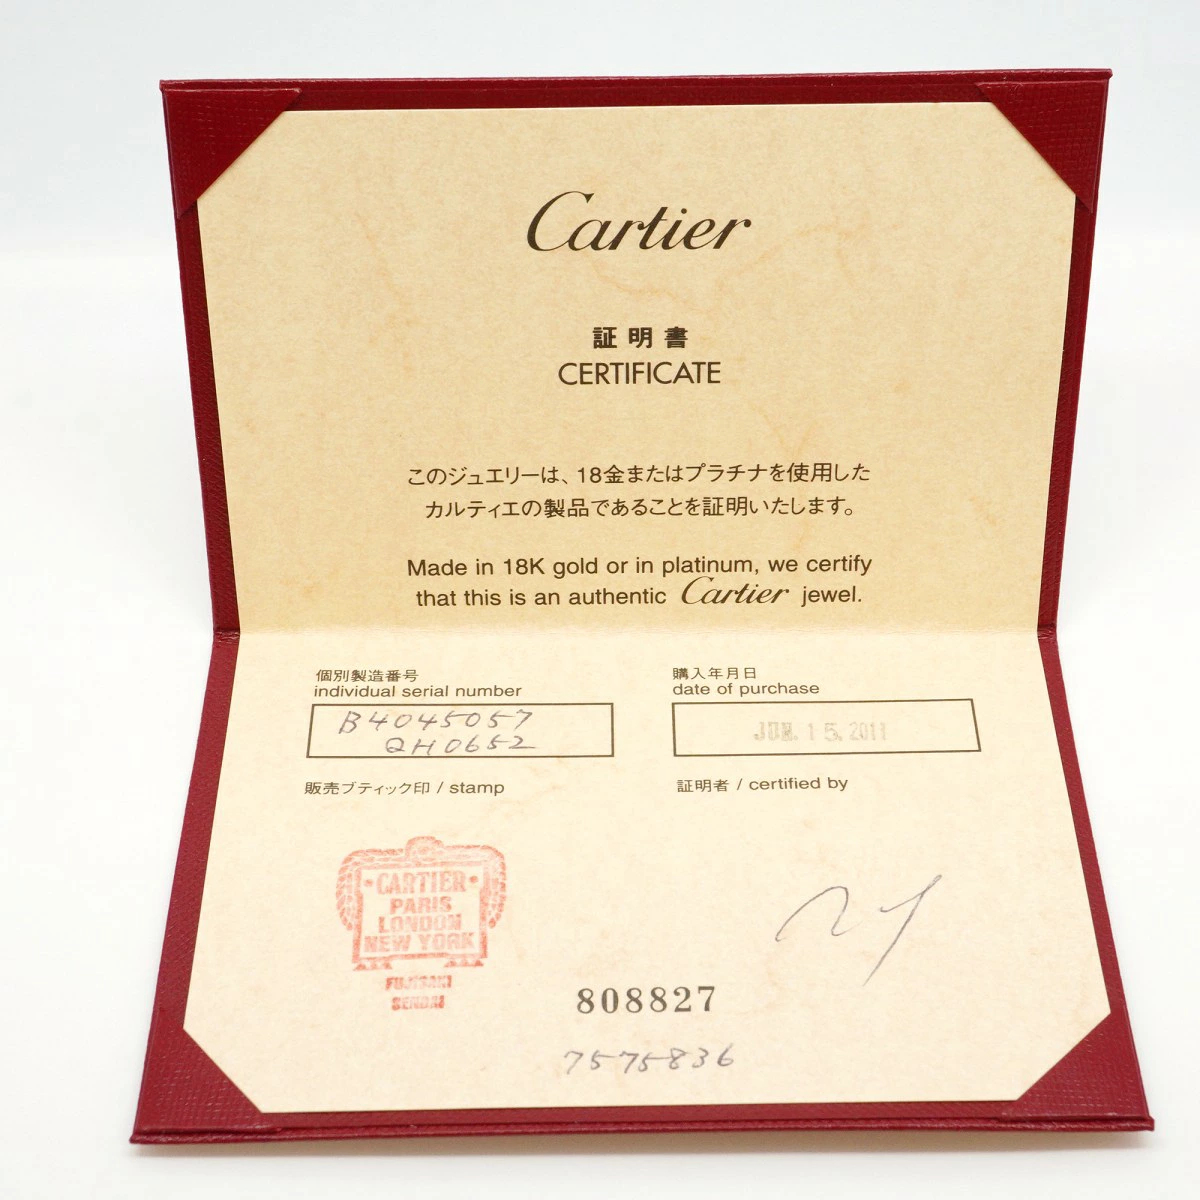 Cartier
証明書
CERTIFICATE
このジュエリーは、18金またはプラチナを使用した
カルティエの製品であることを証明いたします。
Made in 18K gold or in platinum, we certify
that this is an authentic Cartier jewel.
個別製造番号
individual serial number
B4045057
QH0652
購入年月日
date of purchase
JUN. 15. 2011
販売ブティック印 / stamp
証明者 / certified by
CARTIER
PARIS
LONDON
NEW YORK
FUJISAKI
SENDAI
808827
7575836